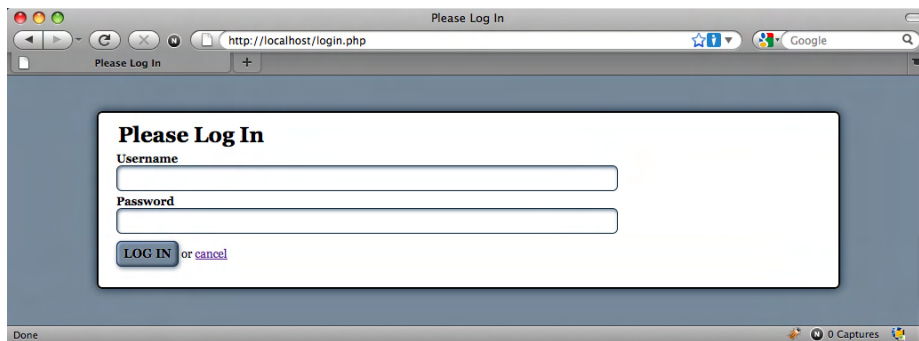 Please Log In
http://localhost/login.php
Google
Please Log In
+
Please Log In
Username
Password
LOG IN or cancel
Done
N 0 Captures